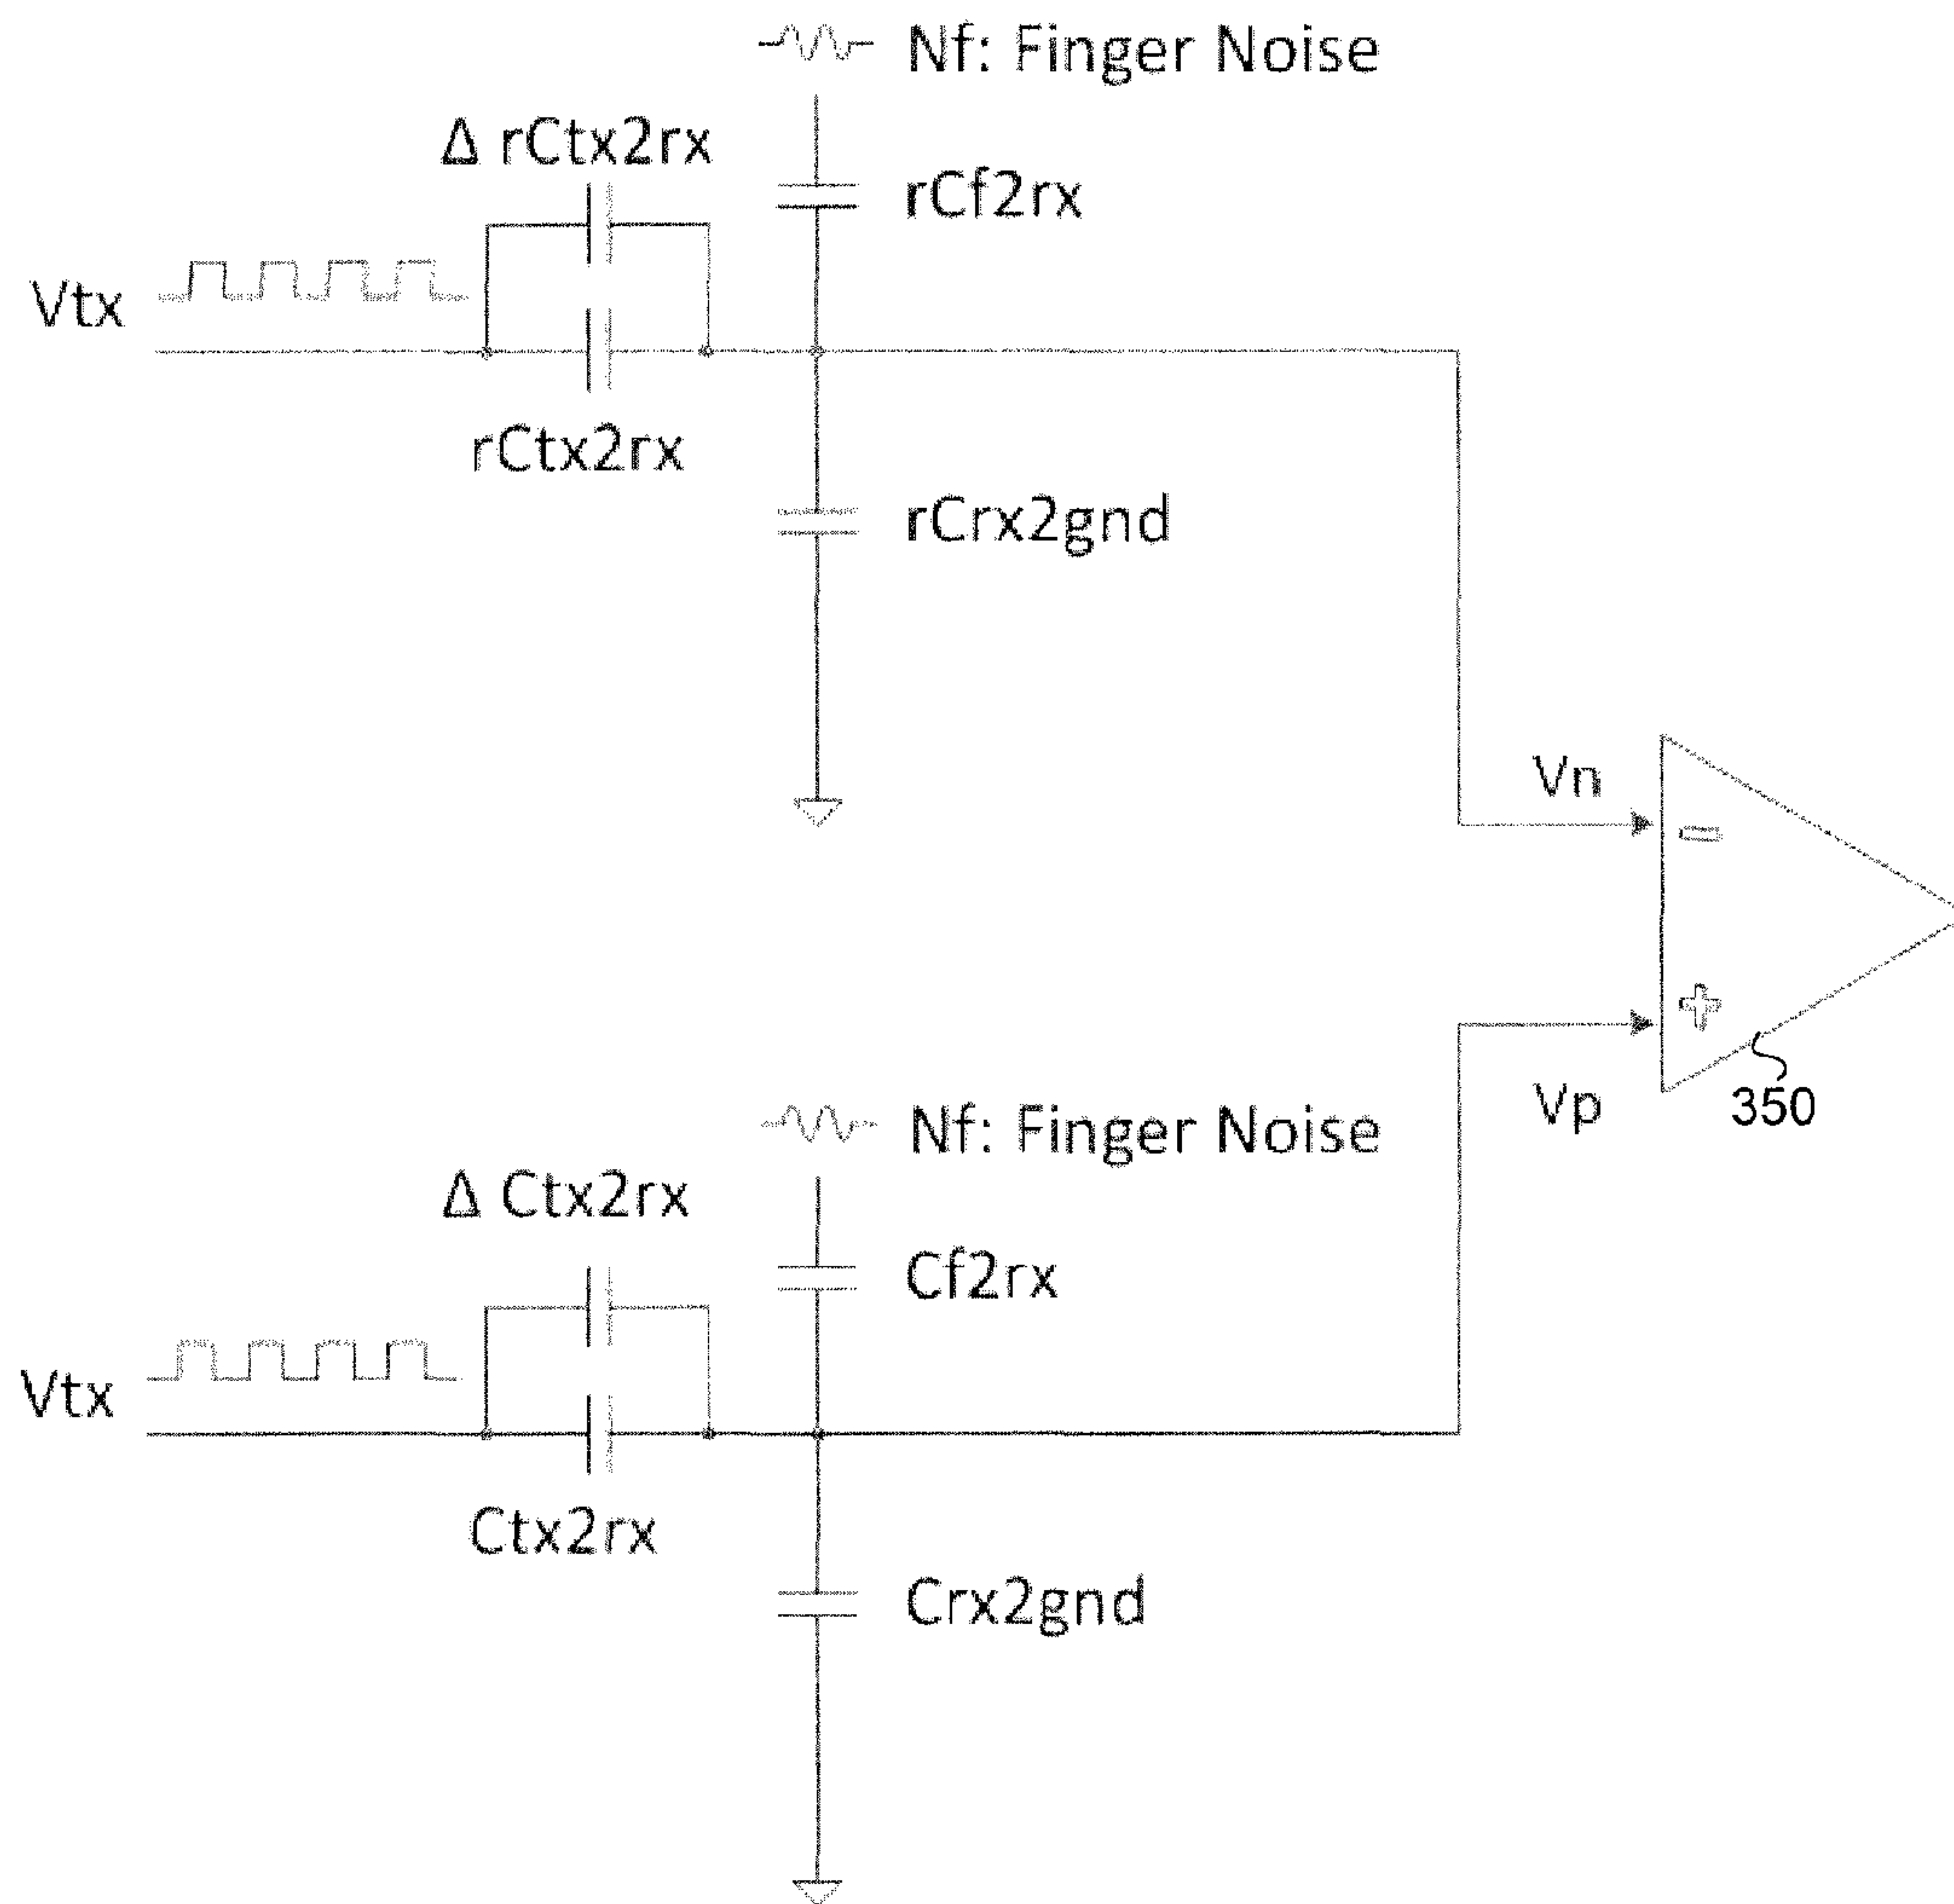 Nf: Finger Noise
Δ rCtx2rx
rCf2rx
Vtx
rCtx2rx
rCrx2gnd
Vn
−
+
Vp
350
Nf: Finger Noise
Δ Ctx2rx
Cf2rx
Vtx
Ctx2rx
Crx2gnd